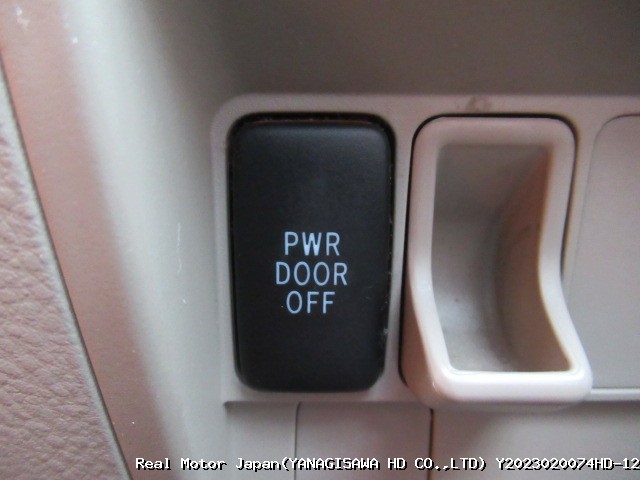 PWR
DOOR
OFF
Real Motor Japan(YANAGISAWA HD CO.,LTD) Y2023020074HD-12